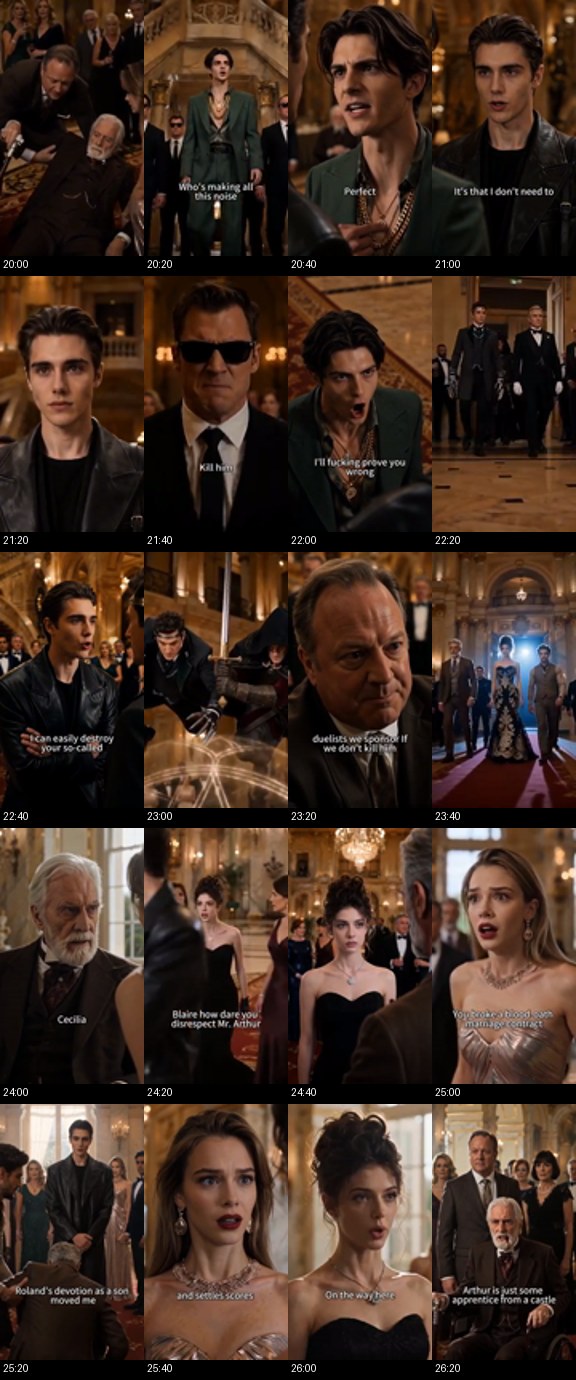 20:00
Who's making all
this noise
20:20
Perfect
20:40
It's that I don't need to
21:00
21:20
Kill him
21:40
I'll fucking prove you
wrong
22:00
22:20
I can easily destroy
your so-called
22:40
23:00
duelists we sponsor If
we don't kill him
23:20
23:40
Cecilia
24:00
Blaire how dare you
disrespect Mr. Arthur
24:20
24:40
You broke a blood oath
marriage contract
25:00
Roland's devotion as a son
moved me
25:20
and settles scores
25:40
On the way here
26:00
Arthur is just some
apprentice from a castle
26:20